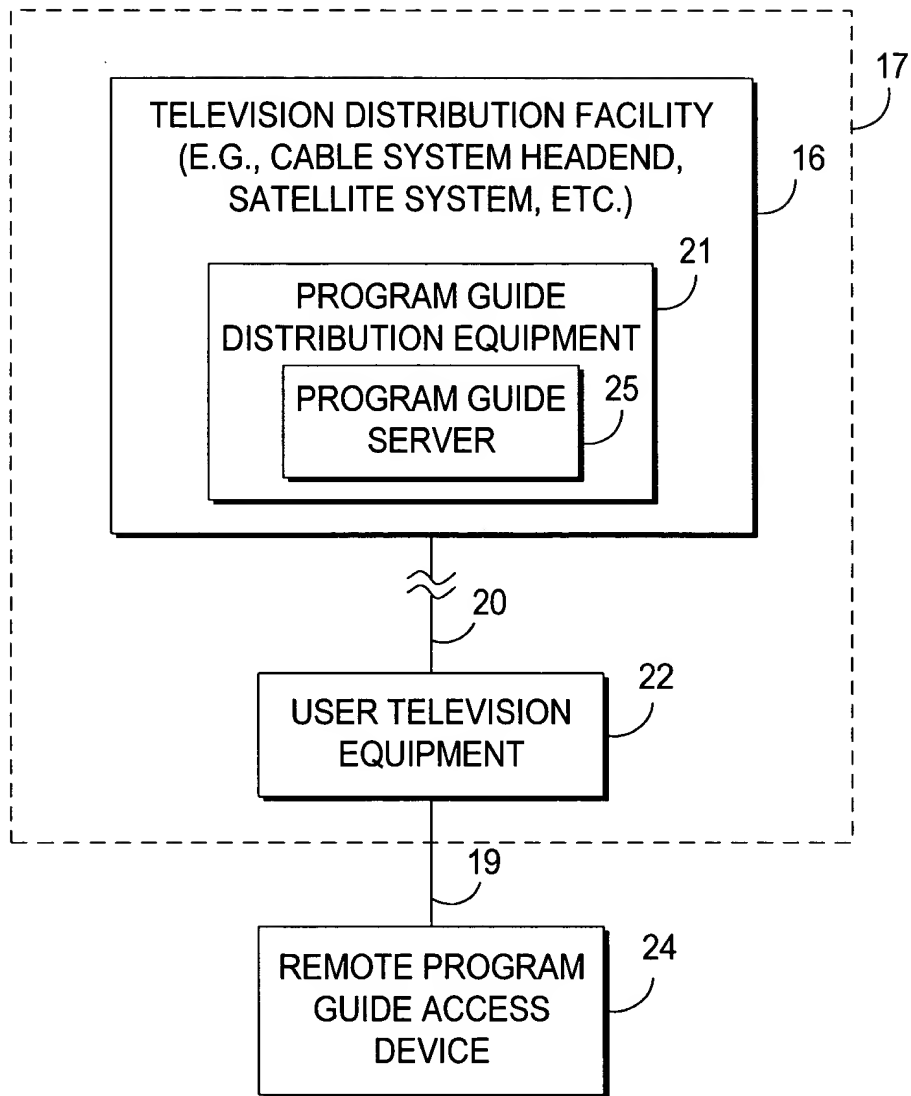 17
TELEVISION DISTRIBUTION FACILITY
(E.G., CABLE SYSTEM HEADEND,
SATELLITE SYSTEM, ETC.)
16
21
PROGRAM GUIDE
DISTRIBUTION EQUIPMENT
PROGRAM GUIDE
SERVER
25
20
USER TELEVISION
EQUIPMENT
22
19
REMOTE PROGRAM
GUIDE ACCESS
DEVICE
24